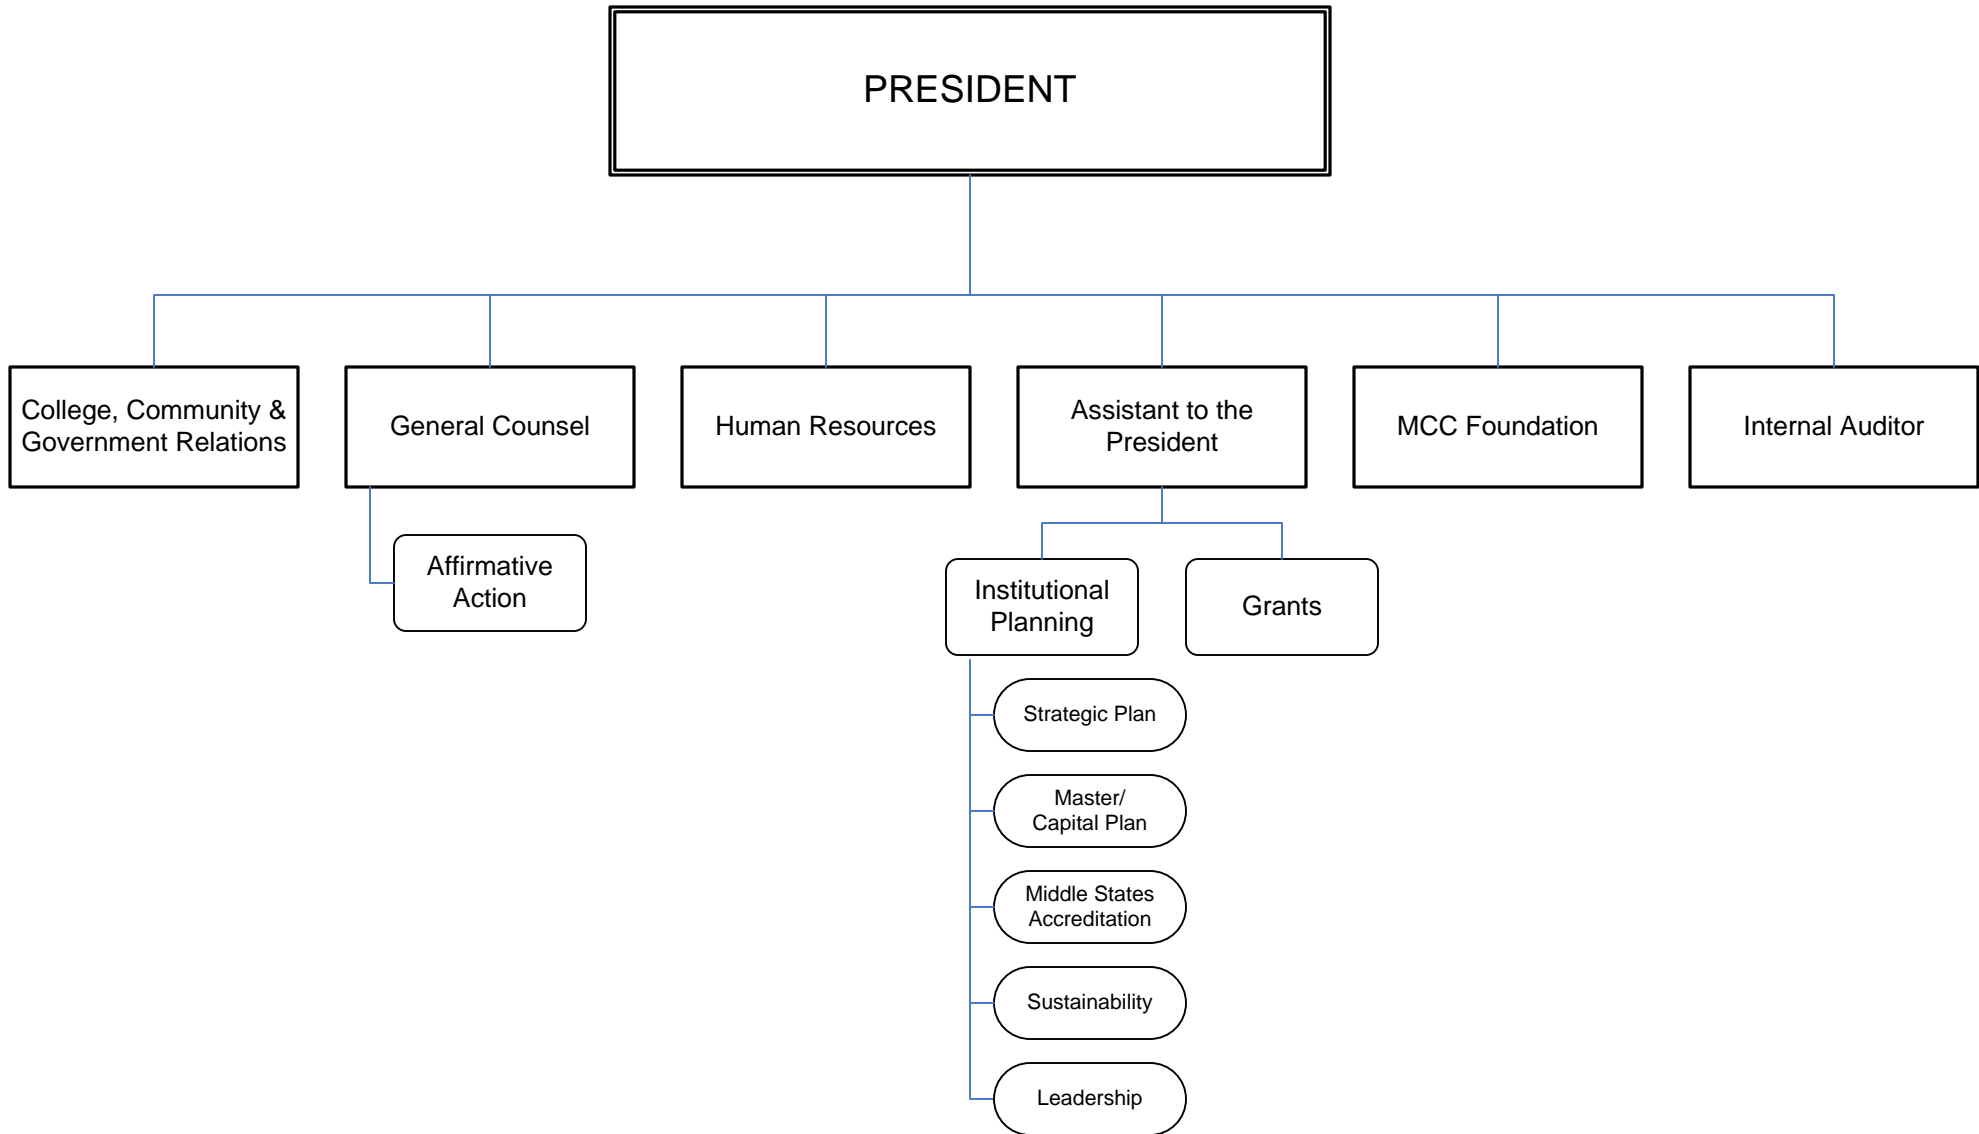 PRESIDENT
College, Community &
Government Relations
General Counsel
Human Resources
Assistant to the
President
MCC Foundation
Internal Auditor
Affirmative
Action
Institutional
Planning
Grants
Strategic Plan
Master/
Capital Plan
Middle States
Accreditation
Sustainability
Leadership